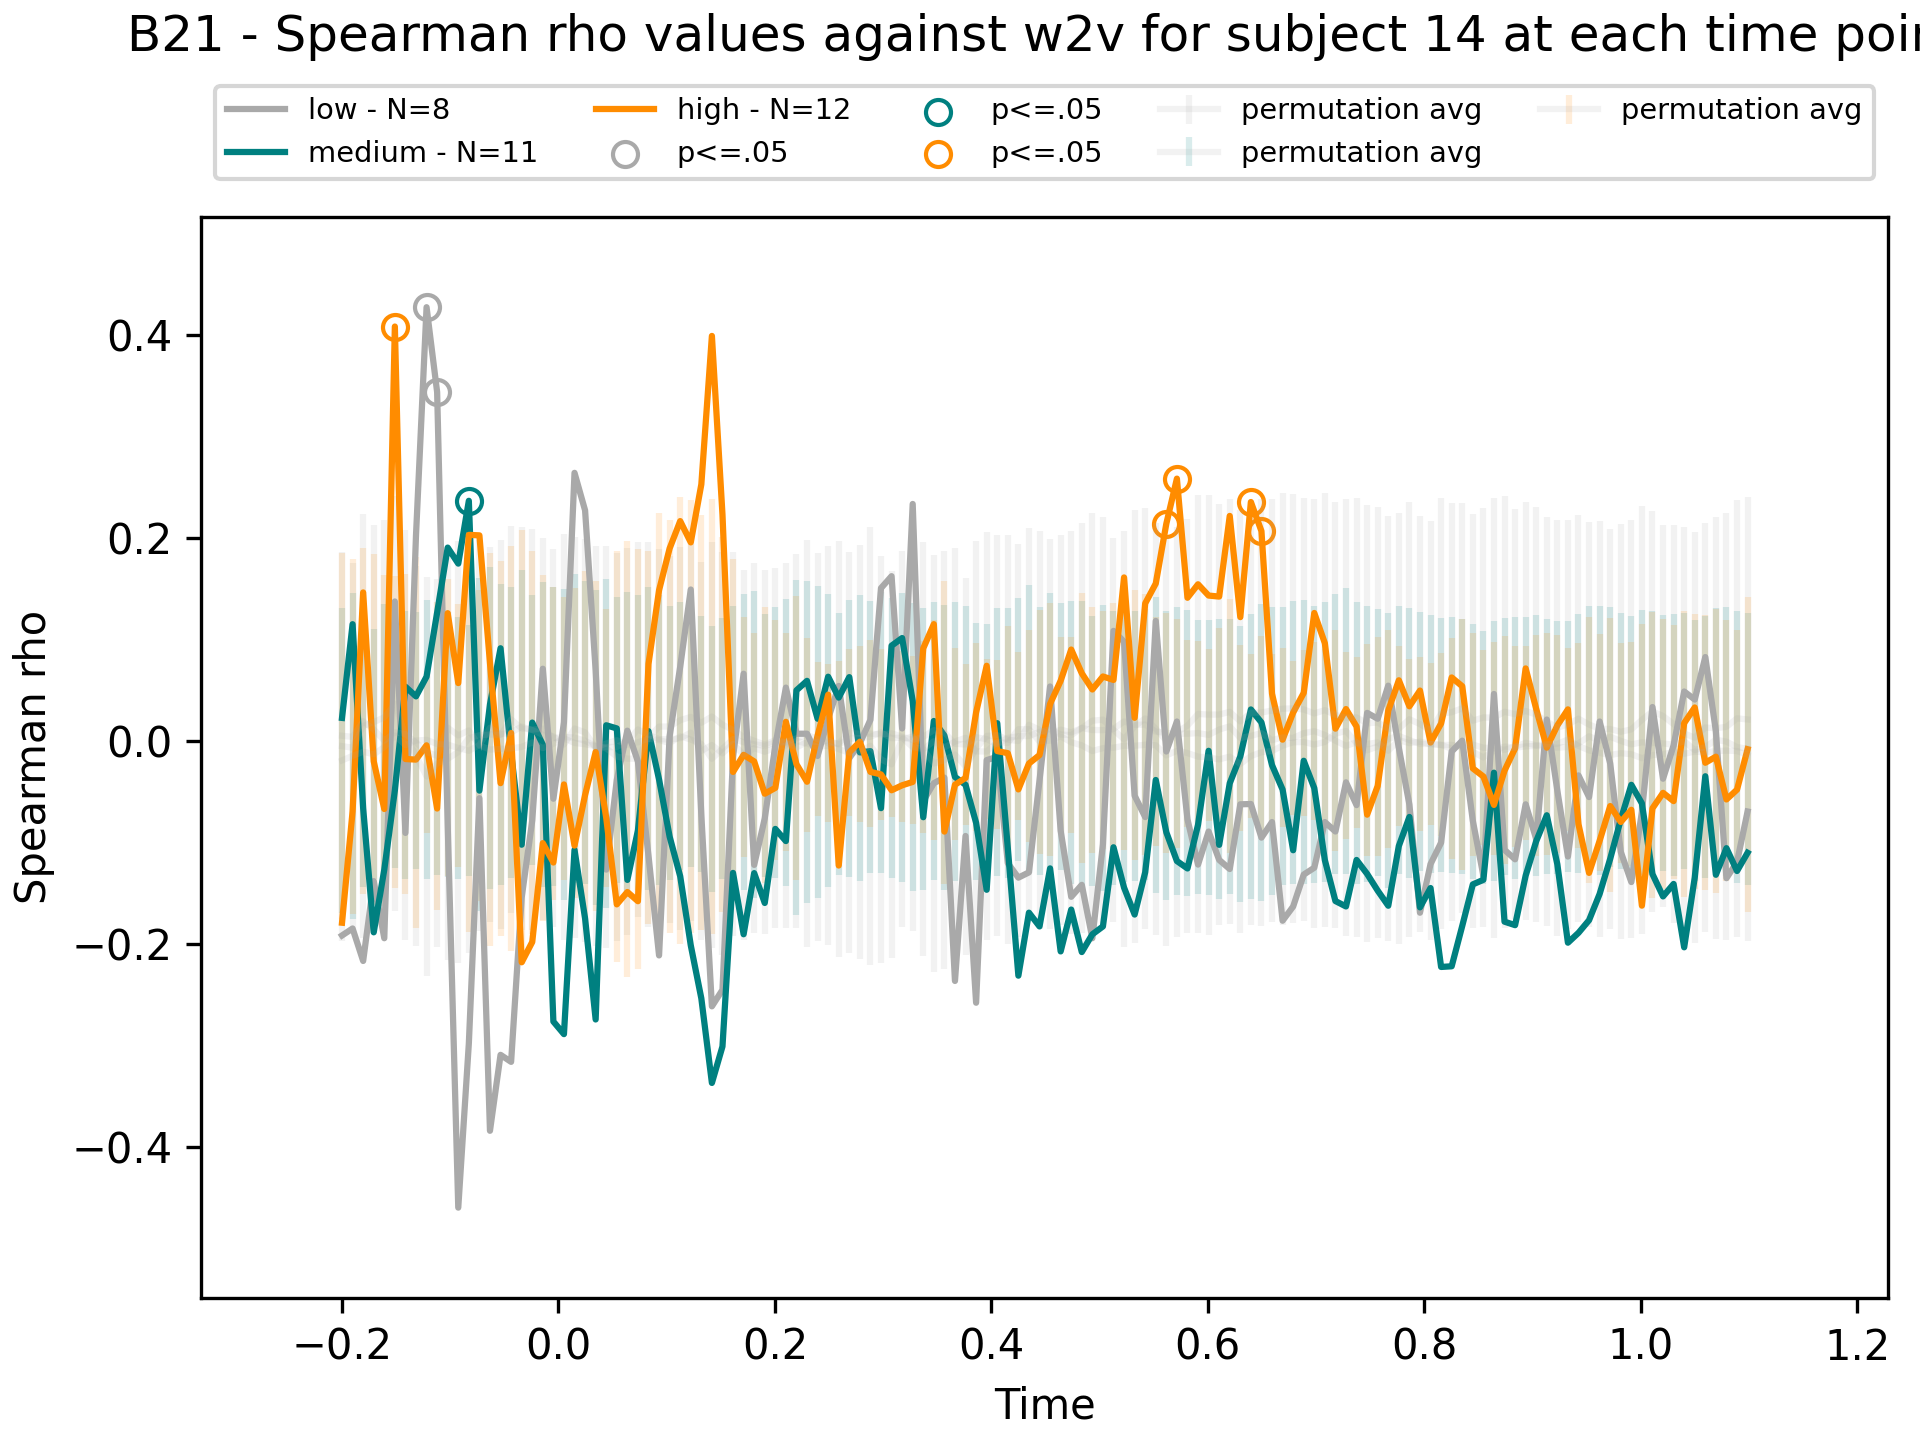 B21 - Spearman rho values against w2v for subject 14 at each time poi
low - N=8 high - N=12 p<=.05 permutation avg permutation avg
medium - N=11 p<=.05 p<=.05 permutation avg
Spearman rho
0.4
0.2
0.0
−0.2
−0.4
−0.2 0.0 0.2 0.4 0.6 0.8 1.0 1.2
Time